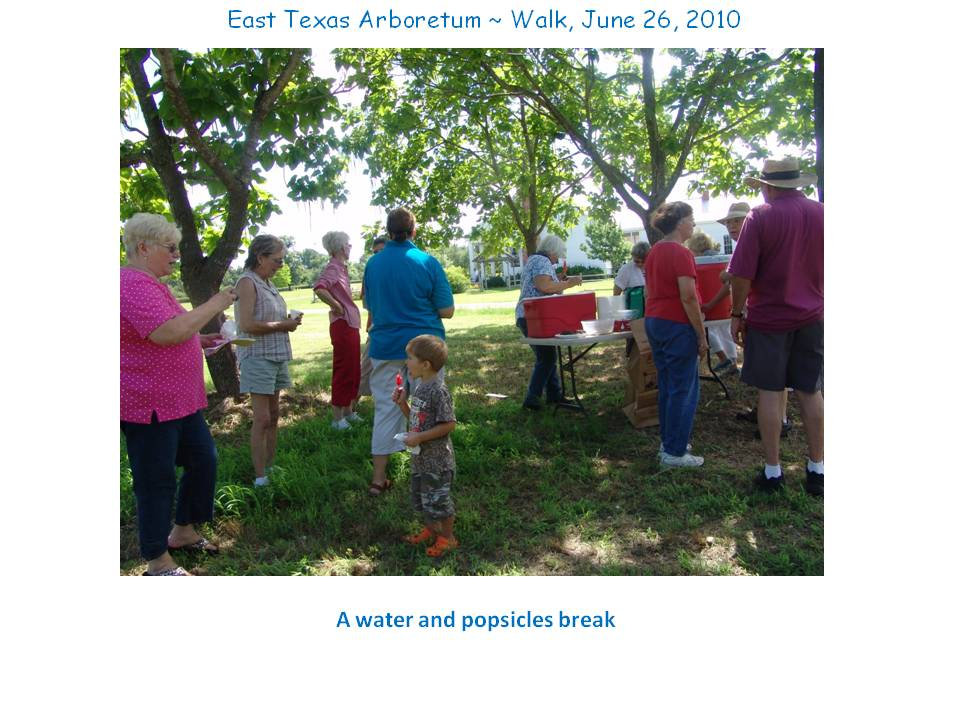 East Texas Arboretum ~ Walk, June 26, 2010
A water and popsicles break